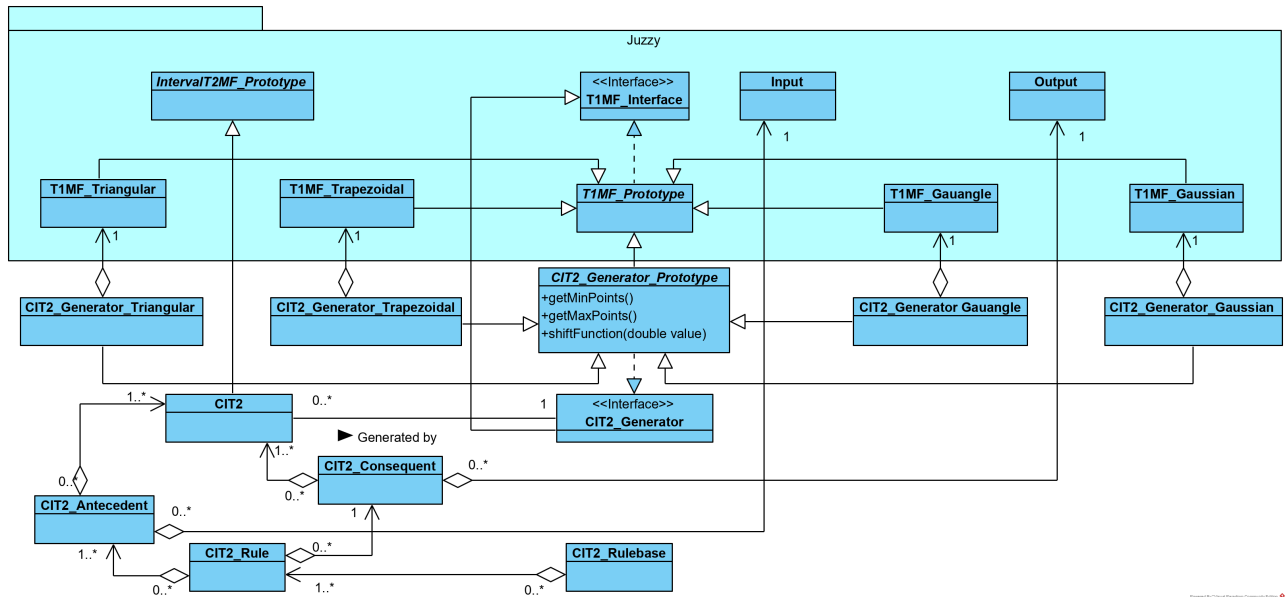 Juzzy
IntervalT2MF_Prototype
<<Interface>>
T1MF_Interface
Input
Output
1
1
T1MF_Triangular
T1MF_Trapezoidal
T1MF_Prototype
T1MF_Gauangle
T1MF_Gaussian
1
1
1
1
CIT2_Generator_Triangular
CIT2_Generator_Trapezoidal
CIT2_Generator_Prototype
+getMinPoints()
+getMaxPoints()
+shiftFunction(double value)
CIT2_Generator Gauangle
CIT2_Generator_Gaussian
1..*
CIT2
0..*
1
<<Interface>>
CIT2_Generator
Generated by
1..*
CIT2_Consequent
0..*
0..*
0..*
CIT2_Antecedent
0..*
1
1..*
CIT2_Rule
0..*
CIT2_Rulebase
0..*
1..*
0..*